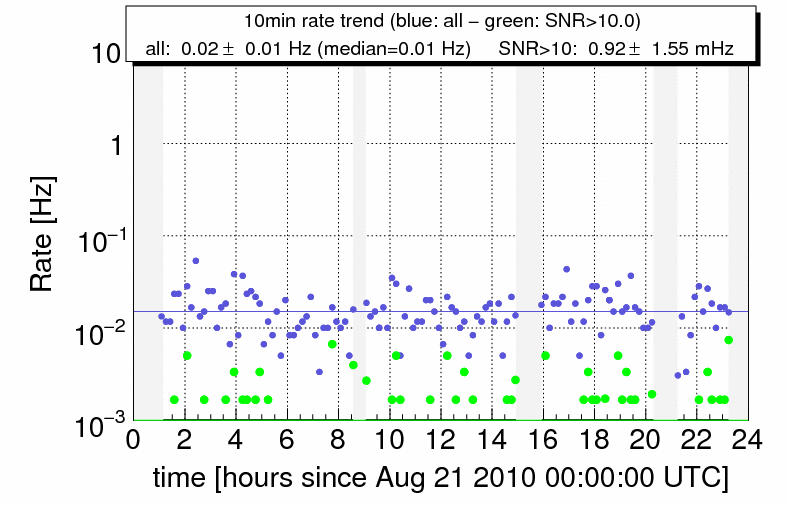 10min rate trend (blue: all − green: SNR>10.0)
all: 0.02 ± 0.01 Hz (median=0.01 Hz) SNR>10: 0.92 ± 1.55 mHz
10
1
10⁻¹
10⁻²
10⁻³
Rate [Hz]
0 2 4 6 8 10 12 14 16 18 20 22 24
time [hours since Aug 21 2010 00:00:00 UTC]